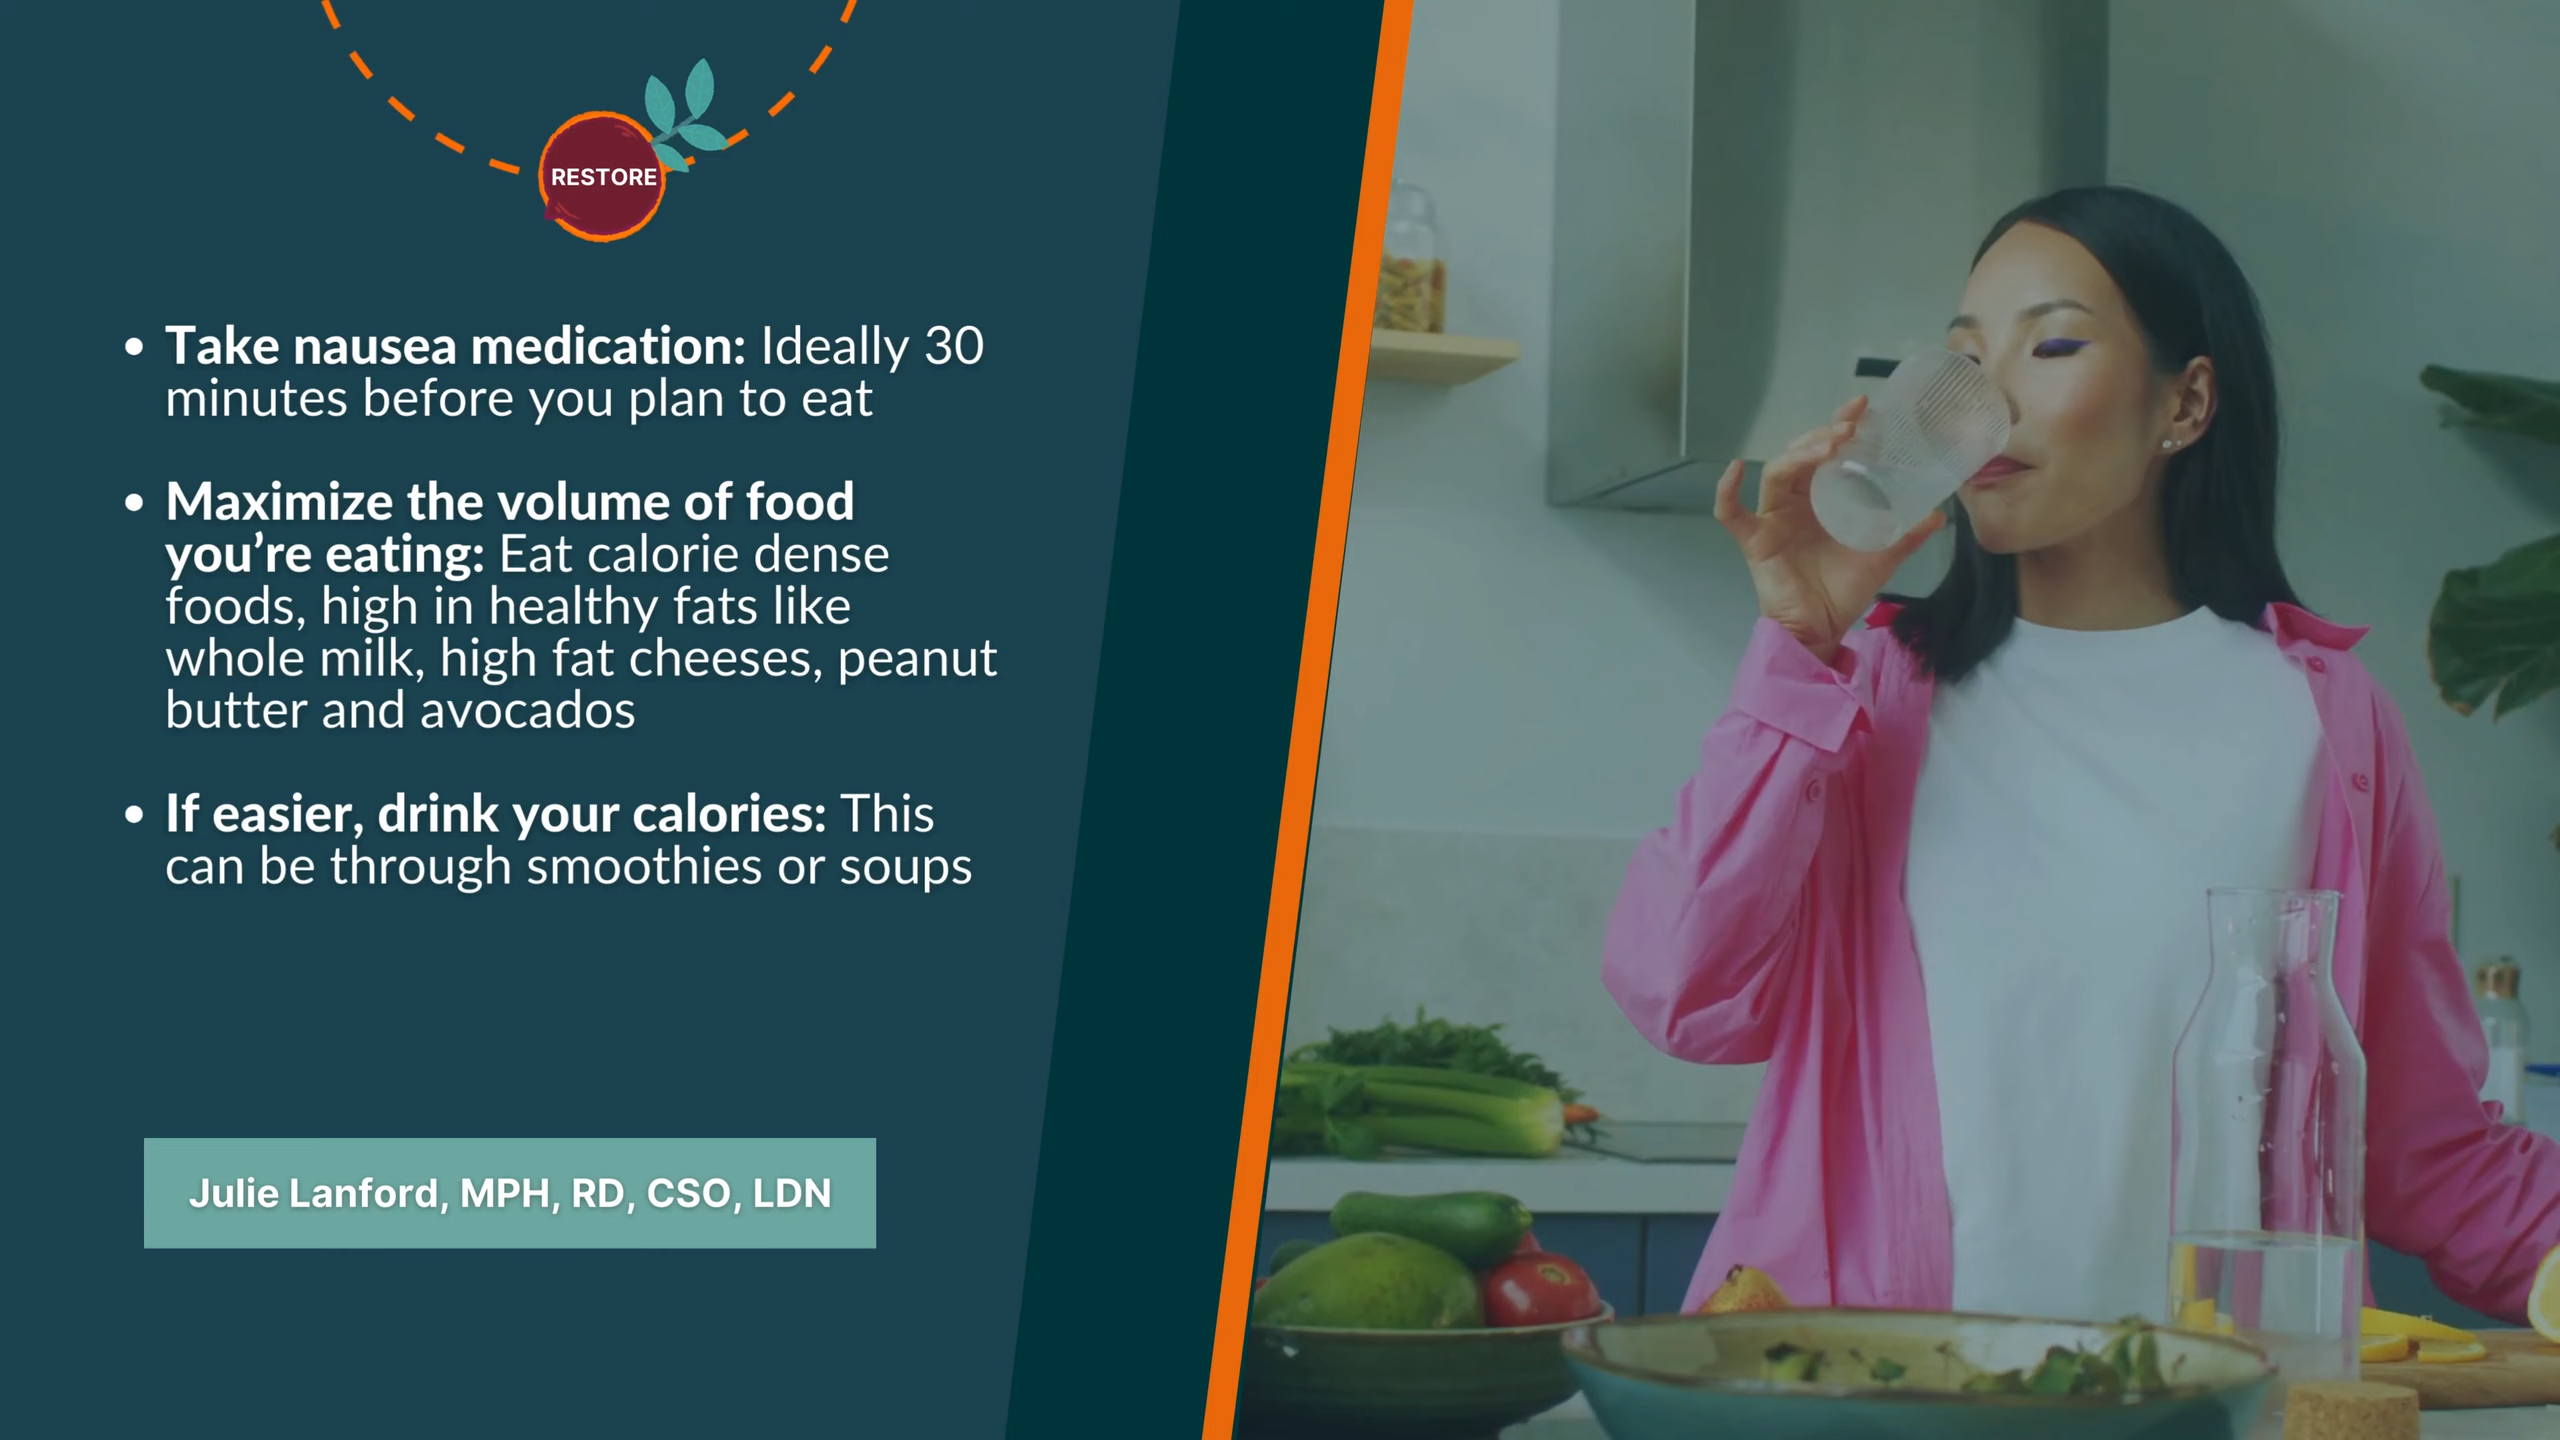 RESTORE
• Take nausea medication: Ideally 30
minutes before you plan to eat
• Maximize the volume of food
you’re eating: Eat calorie dense
foods, high in healthy fats like
whole milk, high fat cheeses, peanut
butter and avocados
• If easier, drink your calories: This
can be through smoothies or soups
Julie Lanford, MPH, RD, CSO, LDN